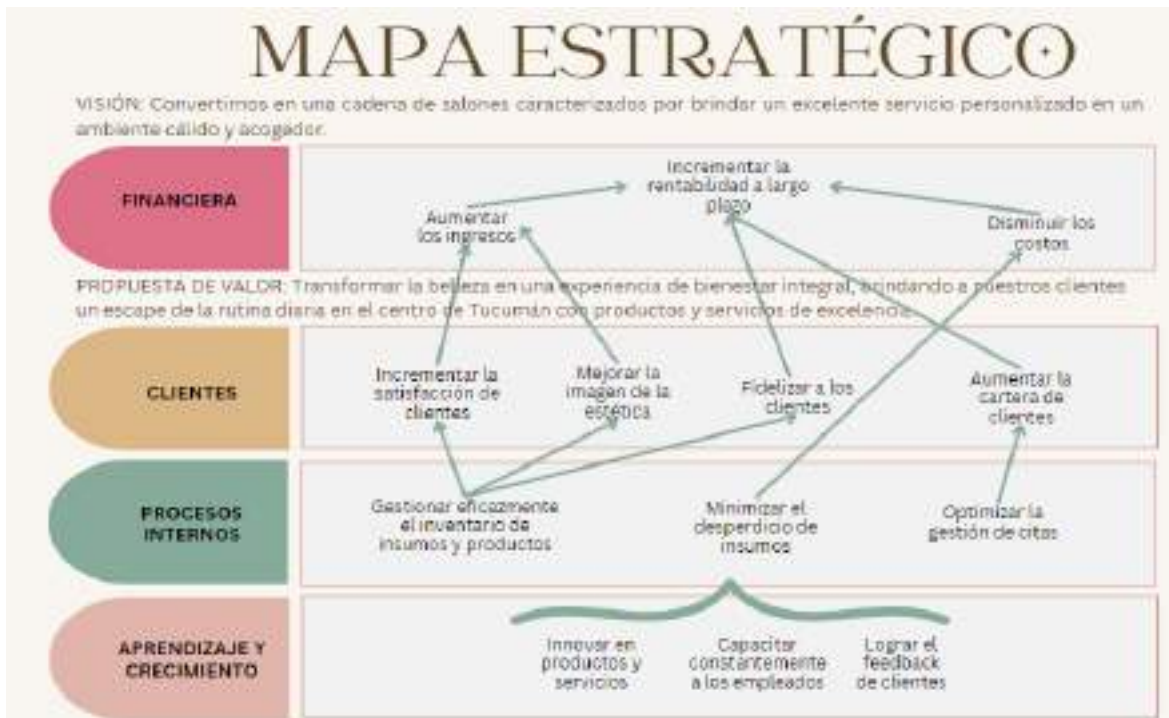 MAPA ESTRATÉGICO
VISIÓN: Convertirnos en una cadena de salones caracterizados por brindar un excelente servicio personalizado en un
ambiente cálido y acogedor.
FINANCIERA
Incrementar la
rentabilidad a largo
plazo
Aumentar
los ingresos
Disminuir los
costos
PROPUESTA DE VALOR: Transformar la belleza en una experiencia de bienestar integral, brindando a nuestros clientes
un escape de la rutina diaria en el centro de Tucumán con productos y servicios de excelencia.
CLIENTES
Incrementar la
satisfacción de
clientes
Mejorar la
imagen de la
estética
Fidelizar a los
clientes
Aumentar la
cartera de
clientes
PROCESOS
INTERNOS
Gestionar eficazmente
el inventario de
insumos y productos
Minimizar el
desperdicio de
insumos
Optimizar la
gestión de citas
APRENDIZAJE Y
CRECIMIENTO
Innovar en
productos y
servicios
Capacitar
constantemente
a los empleados
Lograr el
feedback
de clientes